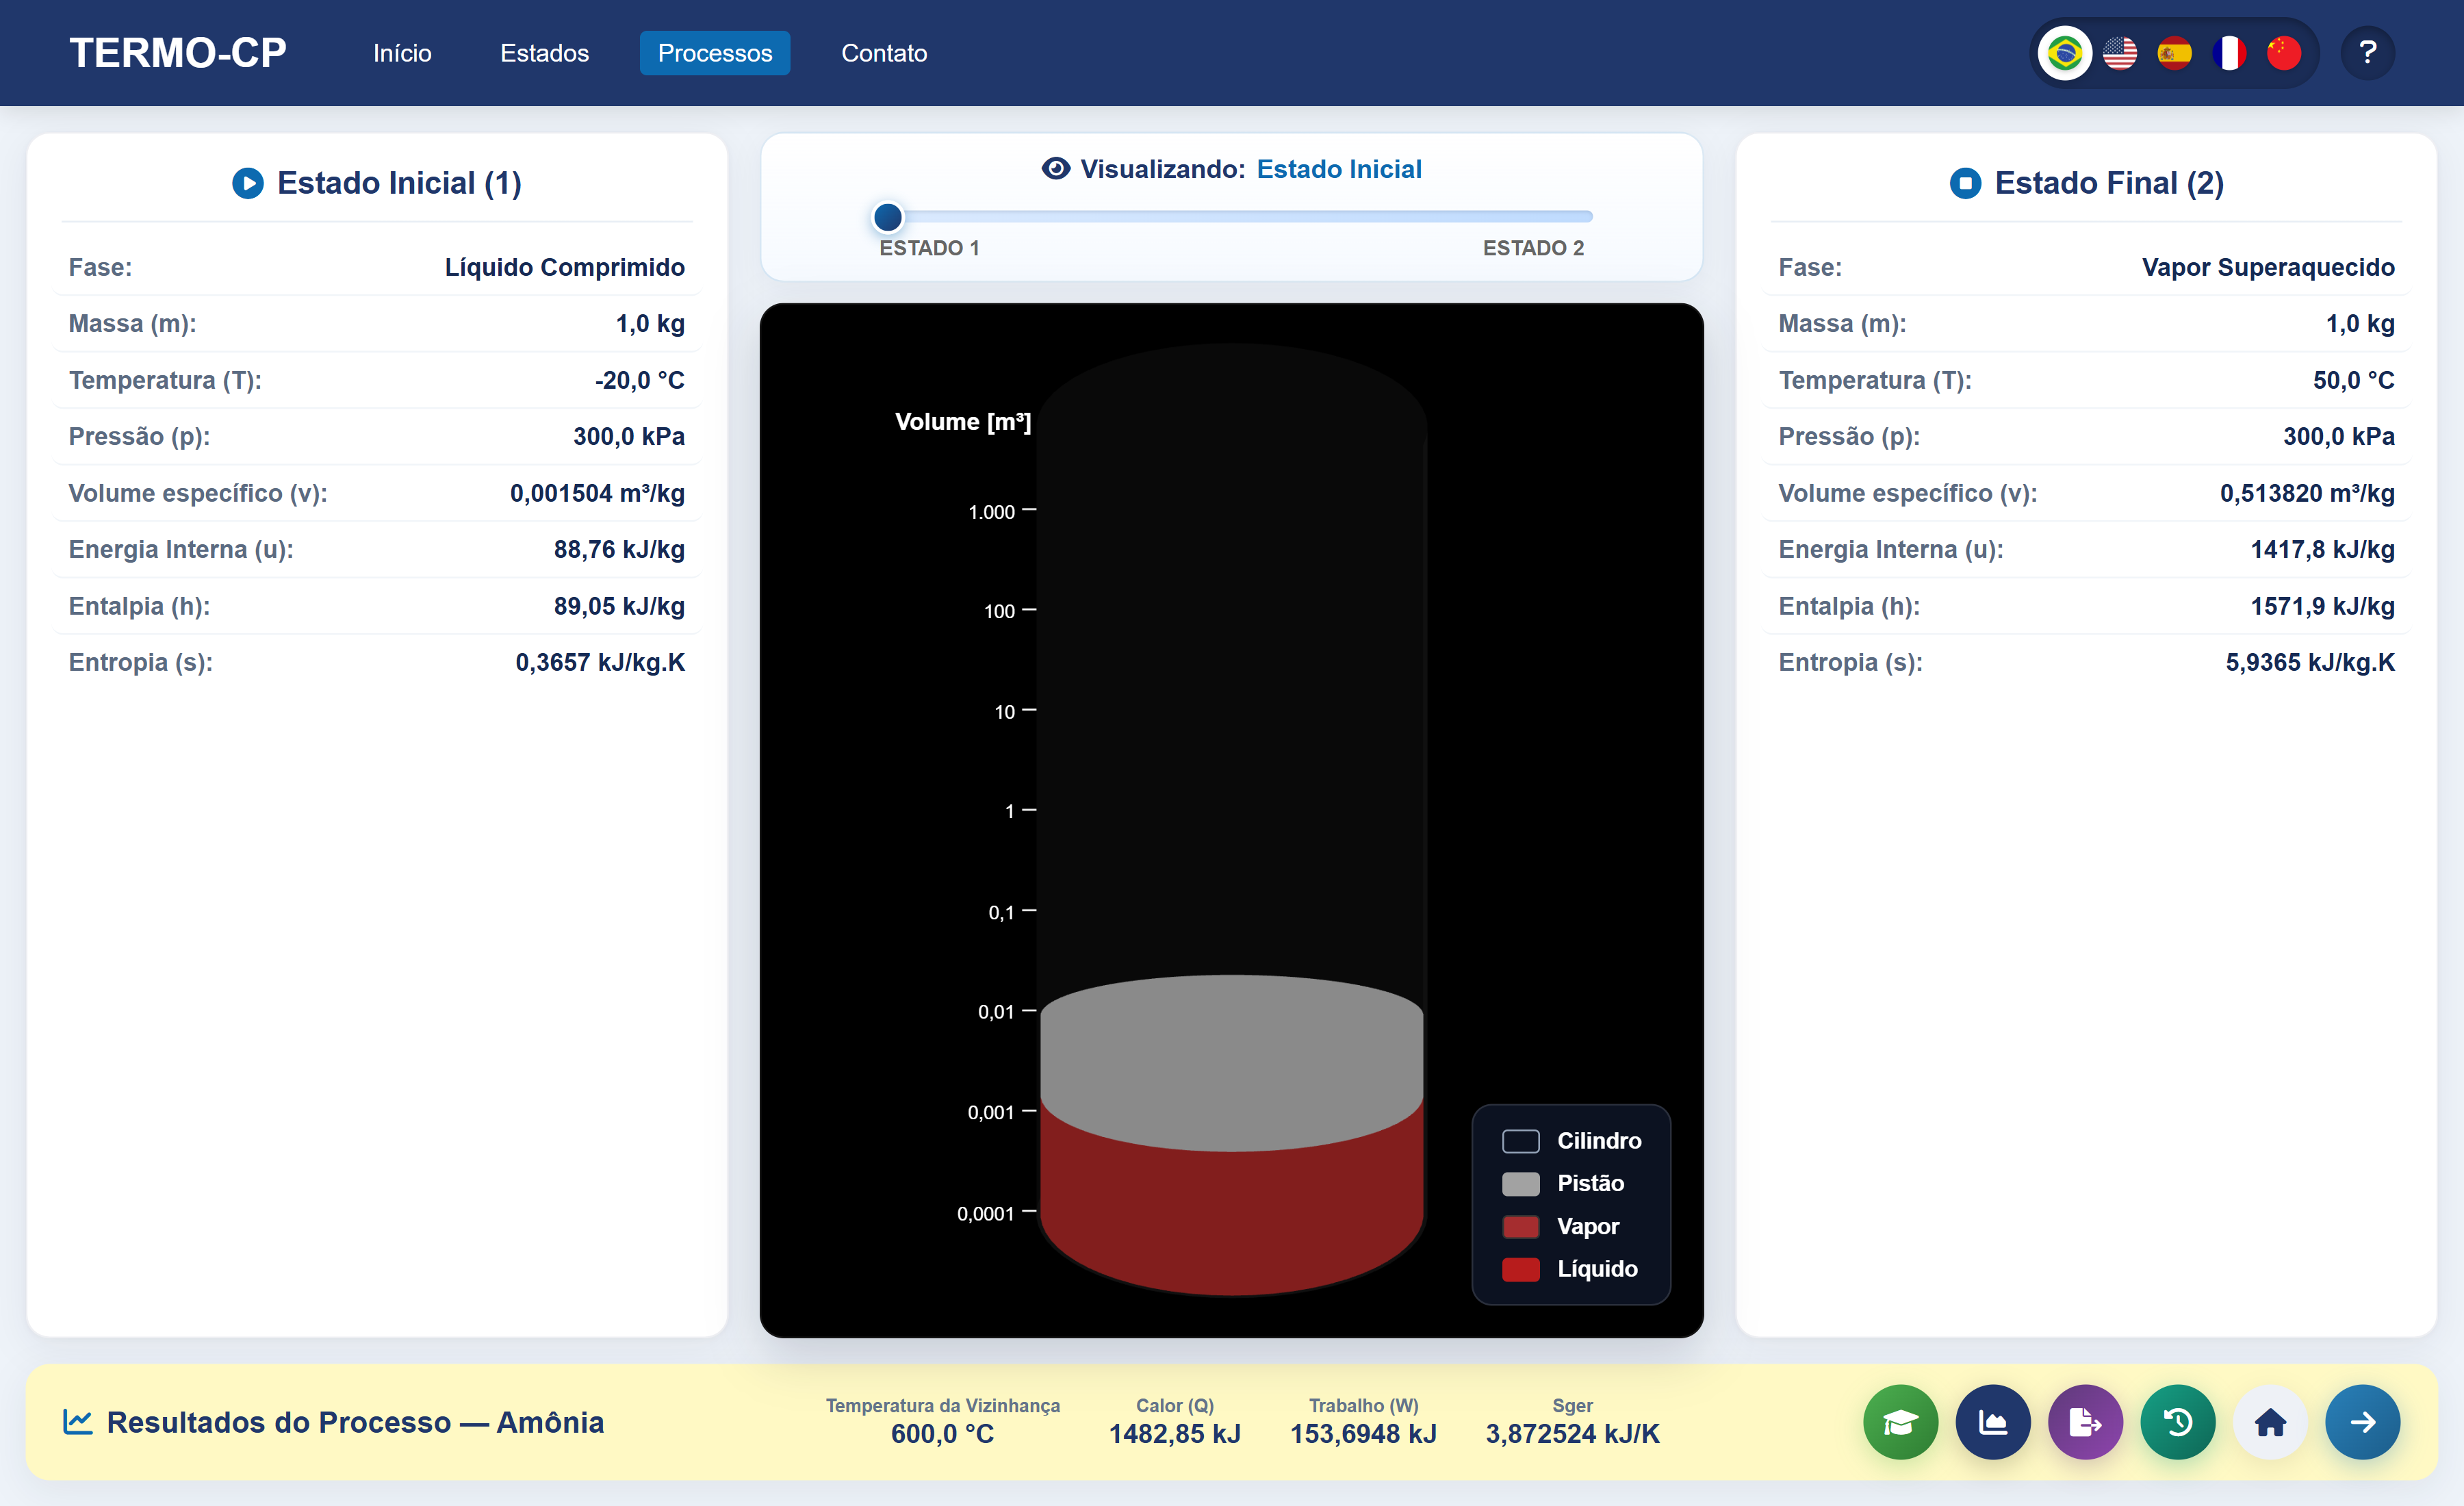 TERMO-CP
Início
Estados
Processos
Contato
?
Estado Inicial (1)
Fase: Líquido Comprimido
Massa (m): 1,0 kg
Temperatura (T): -20,0 °C
Pressão (p): 300,0 kPa
Volume específico (v): 0,001504 m³/kg
Energia Interna (u): 88,76 kJ/kg
Entalpia (h): 89,05 kJ/kg
Entropia (s): 0,3657 kJ/kg.K
Visualizando: Estado Inicial
ESTADO 1
ESTADO 2
Volume [m³]
1.000
100
10
1
0,1
0,01
0,001
0,0001
Cilindro
Pistão
Vapor
Líquido
Estado Final (2)
Fase: Vapor Superaquecido
Massa (m): 1,0 kg
Temperatura (T): 50,0 °C
Pressão (p): 300,0 kPa
Volume específico (v): 0,513820 m³/kg
Energia Interna (u): 1417,8 kJ/kg
Entalpia (h): 1571,9 kJ/kg
Entropia (s): 5,9365 kJ/kg.K
Resultados do Processo — Amônia
Temperatura da Vizinhança
600,0 °C
Calor (Q)
1482,85 kJ
Trabalho (W)
153,6948 kJ
Sger
3,872524 kJ/K